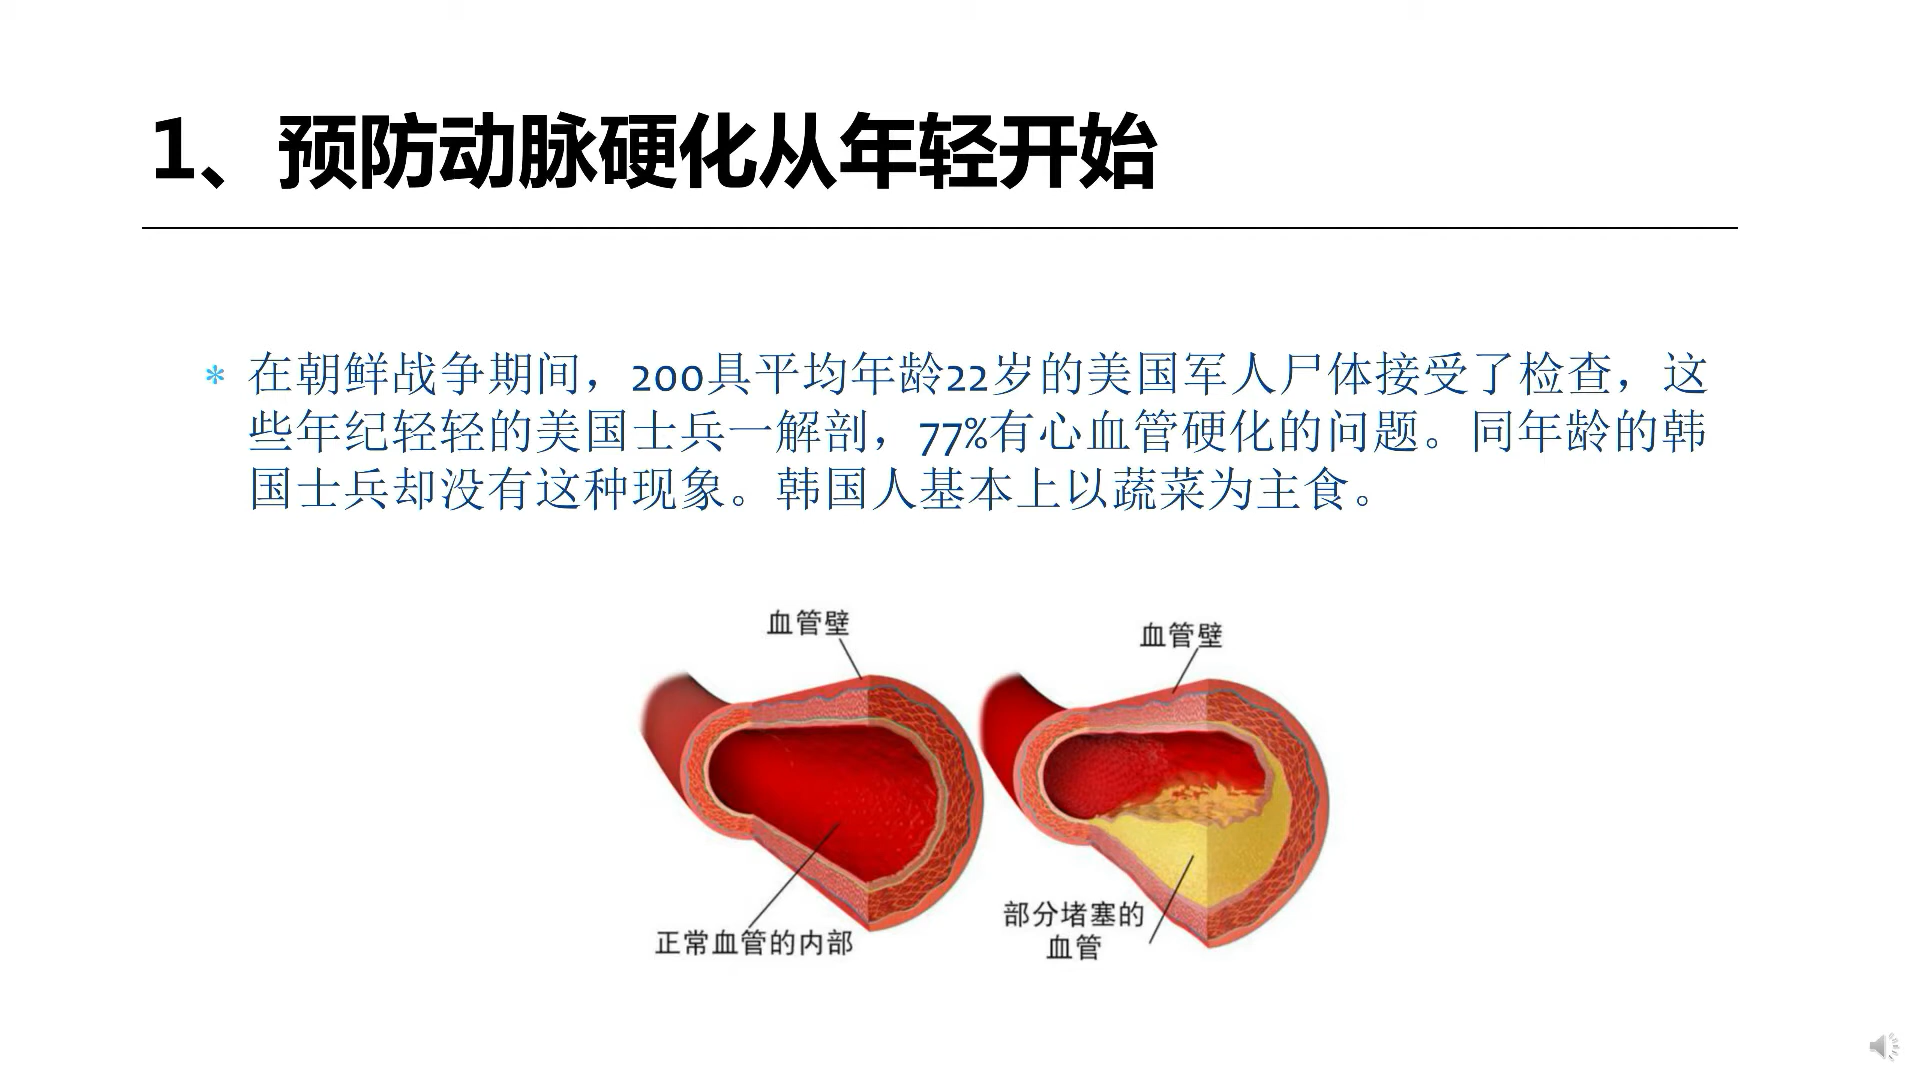 1、预防动脉硬化从年轻开始
* 在朝鲜战争期间，200具平均年龄22岁的美国军人尸体接受了检查，这
些年纪轻轻的美国士兵一解剖，77%有心血管硬化的问题。同年龄的韩
国士兵却没有这种现象。韩国人基本上以蔬菜为主食。
血管壁
血管壁
正常血管的内部
部分堵塞的
血管